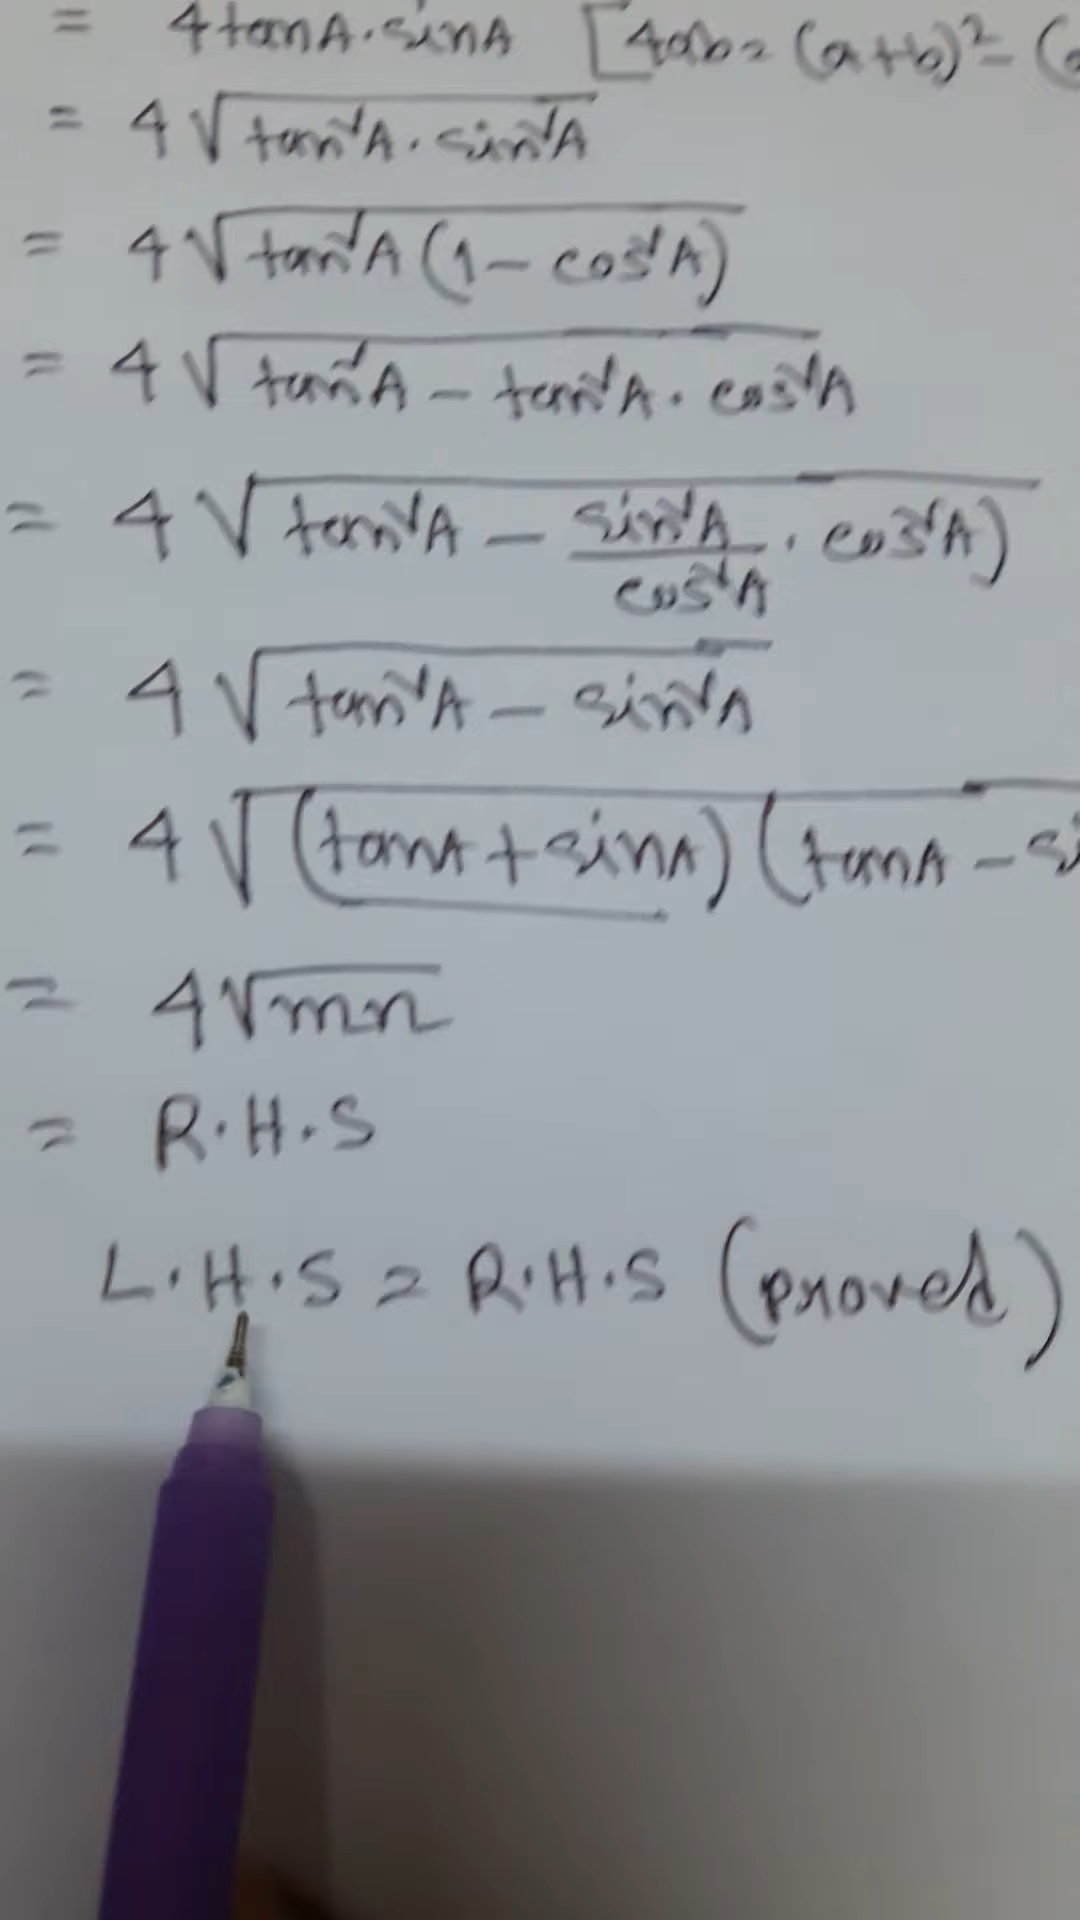 = 4tanA.sinA [4ab= (a+b)²- (
= 4√tan²A.sin²A
= 4√tan²A(1-cos²A)
= 4√tan²A-tan²A.cos²A
= 4√tan²A - sin²A/cos²A . cos²A)
= 4√tan²A - sin²A
= 4√(tanA+sinA)(tanA-si
= 4√mn
= R.H.S
L.H.S = R.H.S (proved)